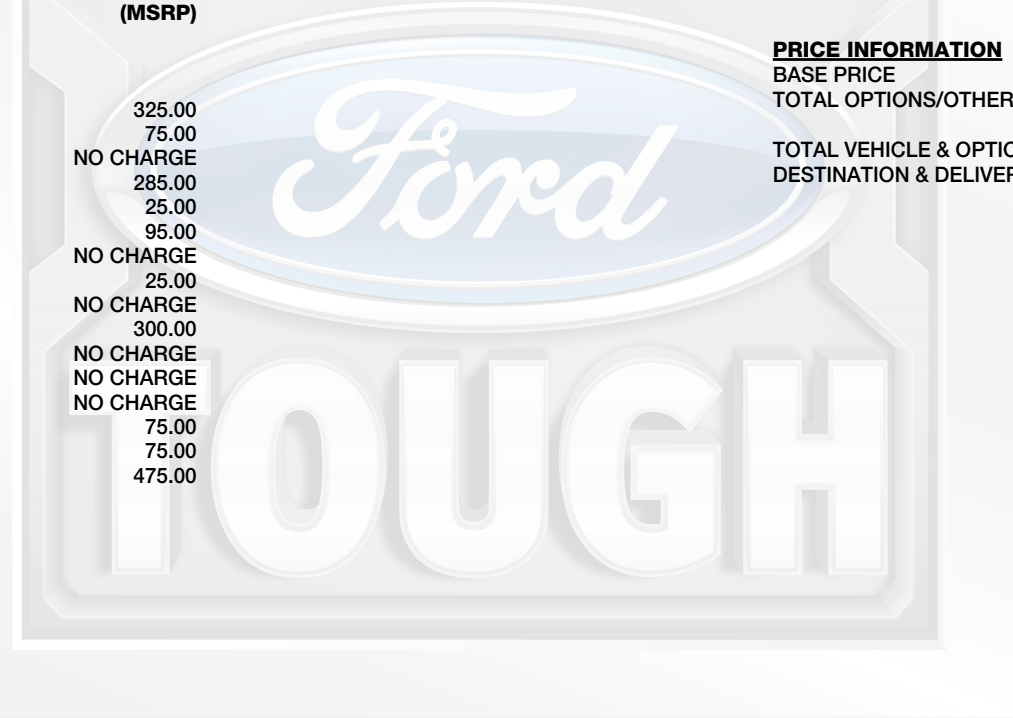 (MSRP)
325.00
75.00
NO CHARGE
285.00
25.00
95.00
NO CHARGE
25.00
NO CHARGE
300.00
NO CHARGE
NO CHARGE
NO CHARGE
75.00
75.00
475.00
PRICE INFORMATION
BASE PRICE
TOTAL OPTIONS/OTHER
TOTAL VEHICLE & OPTIO
DESTINATION & DELIVER
Ford
TOUGH